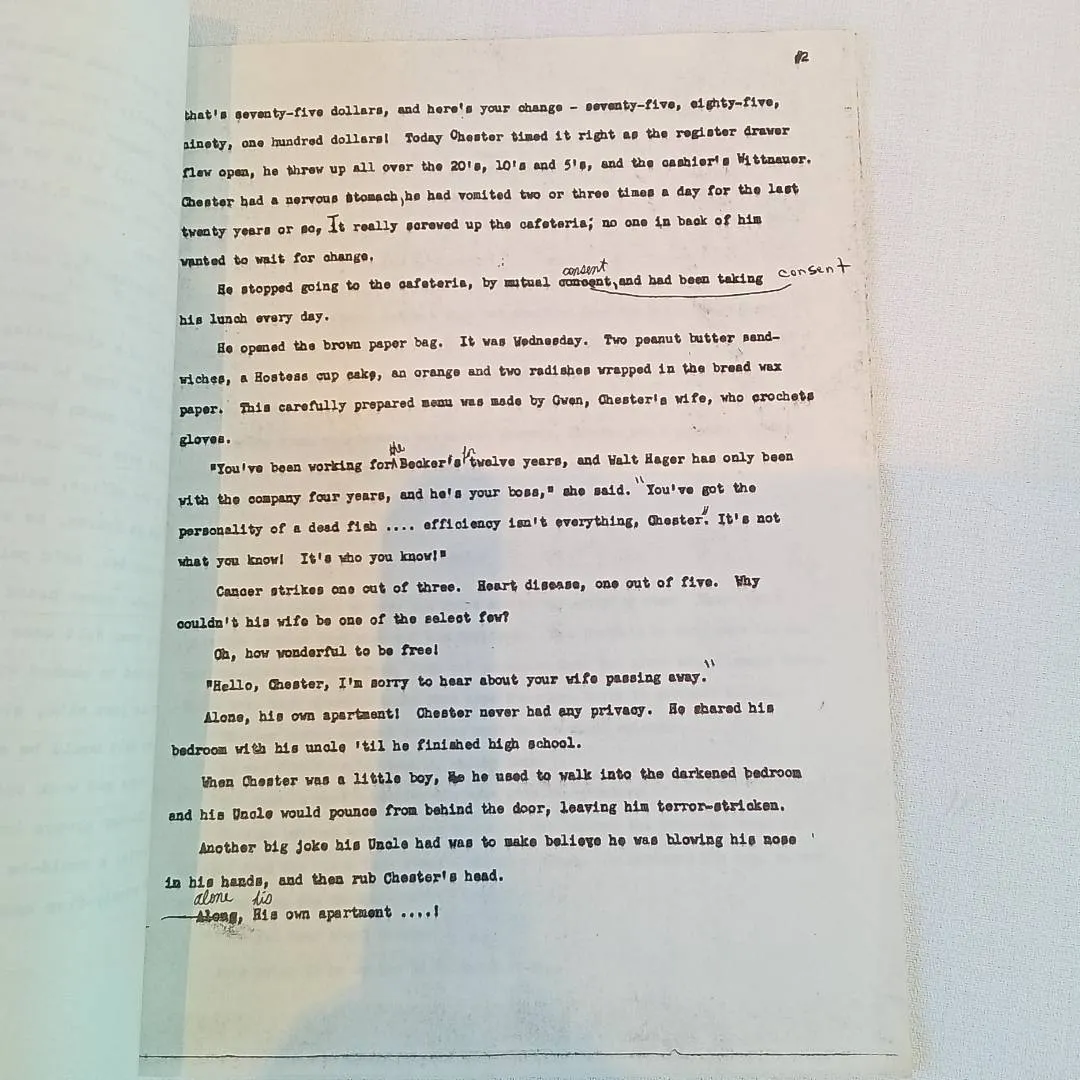 #2
that's seventy-five dollars, and here's your change - seventy-five, eighty-five,
ninety, one hundred dollars! Today Chester timed it right as the register drawer
flew open, he threw up all over the 20's, 10's and 5's, and the cashier's Wittnauer.
Chester had a nervous stomach, he had vomited two or three times a day for the last
twenty years or so, It really screwed up the cafeteria; no one in back of him
wanted to wait for change.
consent
He stopped going to the cafeteria, by mutual consent, and had been taking consent
his lunch every day.
He opened the brown paper bag. It was Wednesday. Two peanut butter sand-
wiches, a Hostess cup cake, an orange and two radishes wrapped in the bread wax
paper. This carefully prepared menu was made by Gwen, Chester's wife, who crochets
gloves.
the for
"You've been working for Becker's twelve years, and Walt Hager has only been
with the company four years, and he's your boss," she said. "You've got the
personality of a dead fish .... efficiency isn't everything, Chester." It's not
what you know! It's who you know!"
Cancer strikes one out of three. Heart disease, one out of five. Why
couldn't his wife be one of the select few?
Oh, how wonderful to be free!
"Hello, Chester, I'm sorry to hear about your wife passing away."
Alone, his own apartment! Chester never had any privacy. He shared his
bedroom with his uncle 'til he finished high school.
When Chester was a little boy, he used to walk into the darkened bedroom
and his Uncle would pounce from behind the door, leaving him terror-stricken.
Another big joke his Uncle had was to make believe he was blowing his nose
in his hands, and then rub Chester's head.
alone his
Along, His own apartment ....!